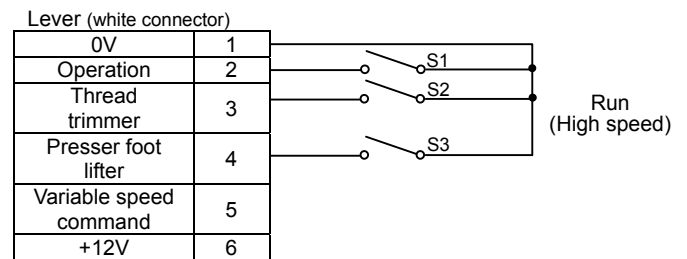 Lever (white connector)
0V 1
Operation 2
Thread
trimmer 3
Presser foot
lifter 4
Variable speed
command 5
+12V 6
S1
S2
S3
Run
(High speed)